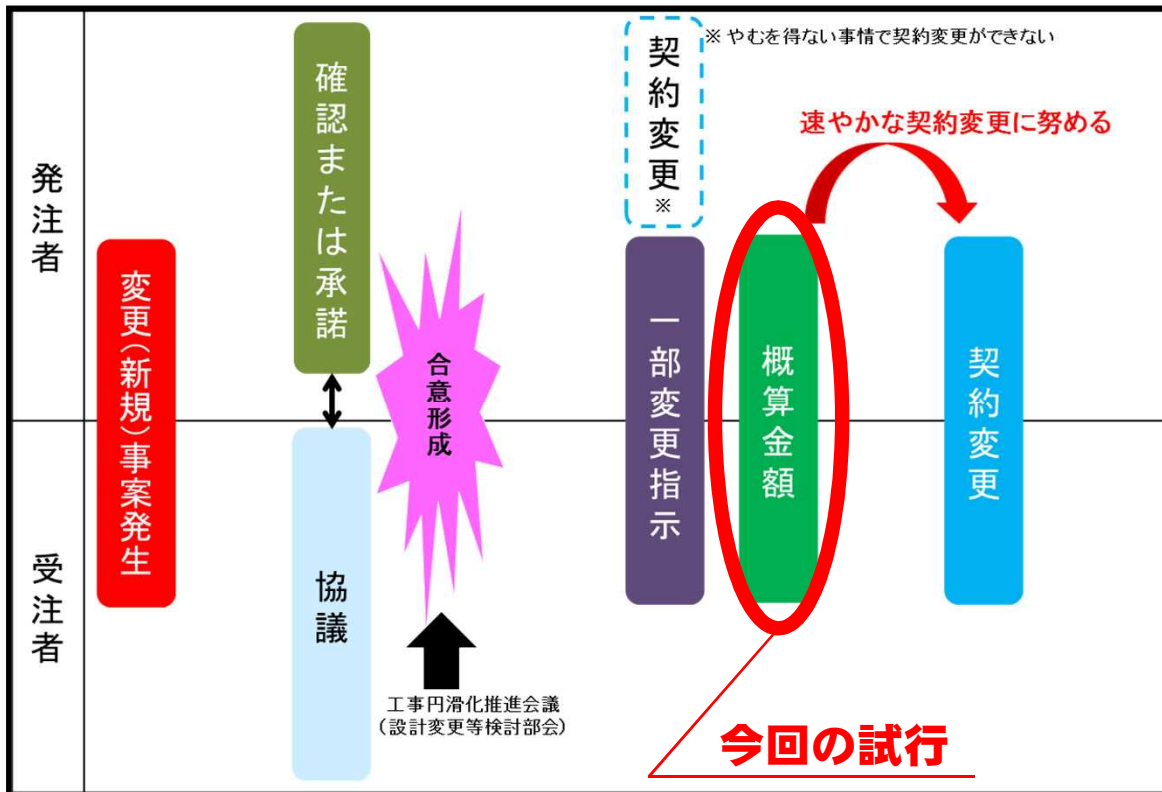 発注者
受注者
変更(新規)事案発生
確認または承諾
協議
合意形成
工事円滑化推進会議
(設計変更等検討部会)
契約変更※
※ やむを得ない事情で契約変更ができない
一部変更指示
概算金額
速やかな契約変更に努める
契約変更
今回の試行